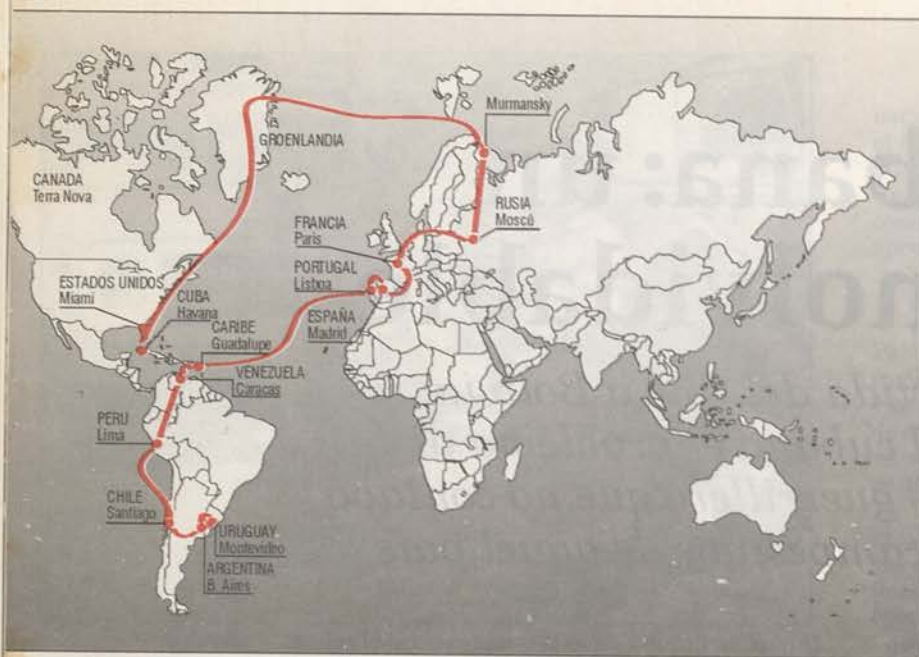 Murmansky
GROENLANDIA
CANADA
Terra Nova
RUSIA
Moscú
FRANCIA
Paris
PORTUGAL
Lisboa
ESTADOS UNIDOS
Miami
CUBA
Havana
CARIBE
Guadalupe
ESPAÑA
Madrid
VENEZUELA
Caracas
PERU
Lima
CHILE
Santiago
URUGUAY
Montevideo
ARGENTINA
B. Aires